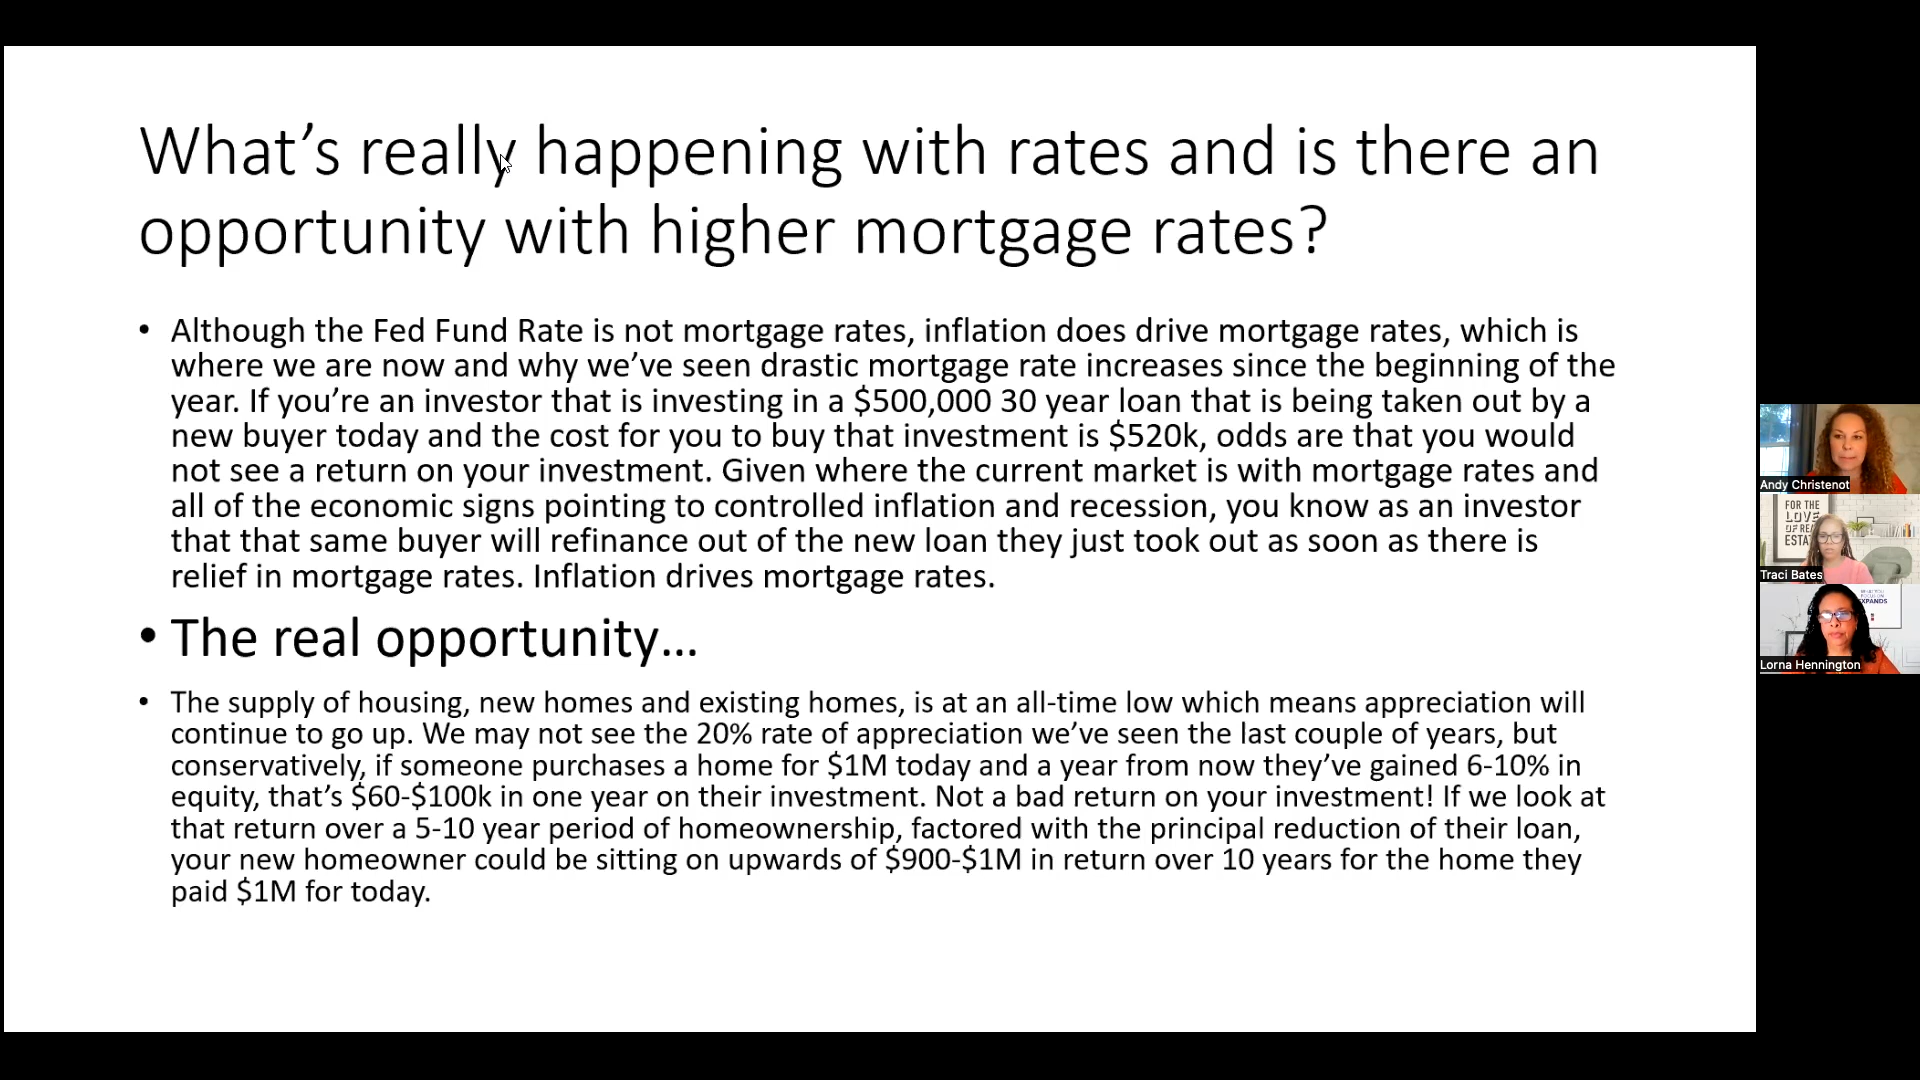 What’s really happening with rates and is there an
opportunity with higher mortgage rates?
• Although the Fed Fund Rate is not mortgage rates, inflation does drive mortgage rates, which is
where we are now and why we’ve seen drastic mortgage rate increases since the beginning of the
year. If you’re an investor that is investing in a $500,000 30 year loan that is being taken out by a
new buyer today and the cost for you to buy that investment is $520k, odds are that you would
not see a return on your investment. Given where the current market is with mortgage rates and
all of the economic signs pointing to controlled inflation and recession, you know as an investor
that that same buyer will refinance out of the new loan they just took out as soon as there is
relief in mortgage rates. Inflation drives mortgage rates.
• The real opportunity…
• The supply of housing, new homes and existing homes, is at an all-time low which means appreciation will
continue to go up. We may not see the 20% rate of appreciation we’ve seen the last couple of years, but
conservatively, if someone purchases a home for $1M today and a year from now they’ve gained 6-10% in
equity, that’s $60-$100k in one year on their investment. Not a bad return on your investment! If we look at
that return over a 5-10 year period of homeownership, factored with the principal reduction of their loan,
your new homeowner could be sitting on upwards of $900-$1M in return over 10 years for the home they
paid $1M for today.
Andy Christenot
FOR THE
LOVE
OF REA
ESTAT
Traci Bates
EXPANDS
Lorna Hennington